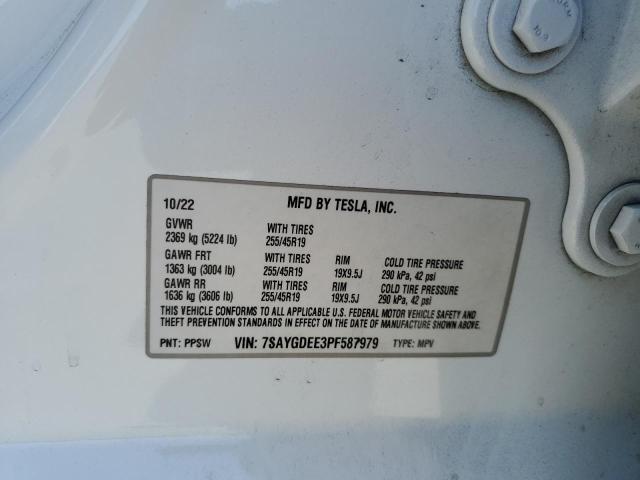 10/22 MFD BY TESLA, INC.
GVWR WITH TIRES
2369 kg (5224 lb) 255/45R19
GAWR FRT WITH TIRES RIM COLD TIRE PRESSURE
1363 kg (3004 lb) 255/45R19 19X9.5J 290 kPa, 42 psi
GAWR RR WITH TIRES RIM COLD TIRE PRESSURE
1636 kg (3606 lb) 255/45R19 19X9.5J 290 kPa, 42 psi
THIS VEHICLE CONFORMS TO ALL APPLICABLE U.S. FEDERAL MOTOR VEHICLE SAFETY AND
THEFT PREVENTION STANDARDS IN EFFECT ON THE DATE OF MANUFACTURE SHOWN ABOVE.
PNT: PPSW VIN: 7SAYGDEE3PF587979 TYPE: MPV